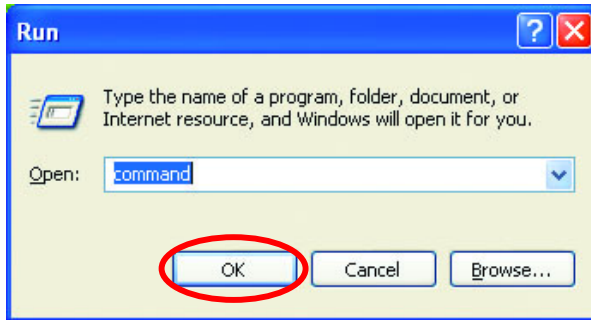 Run
Type the name of a program, folder, document, or
Internet resource, and Windows will open it for you.
Open: command
OK Cancel Browse...